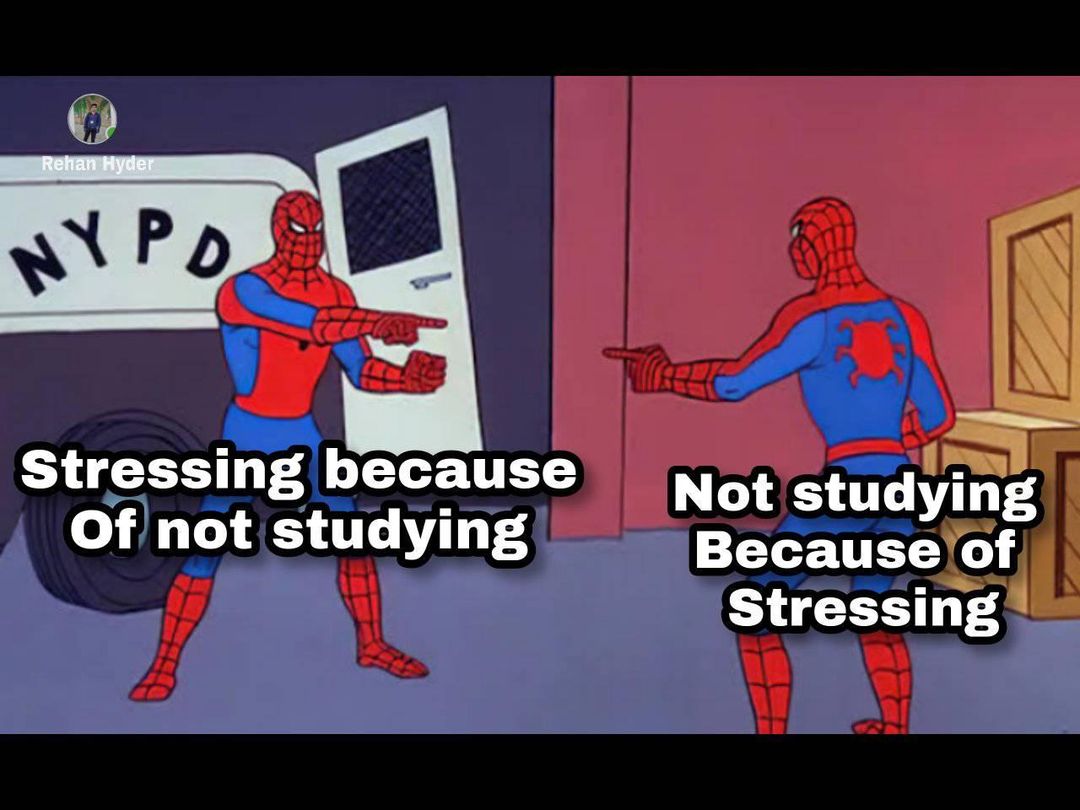 Rehan Hyder
NYPD
Stressing because
Of not studying
Not studying
Because of
Stressing